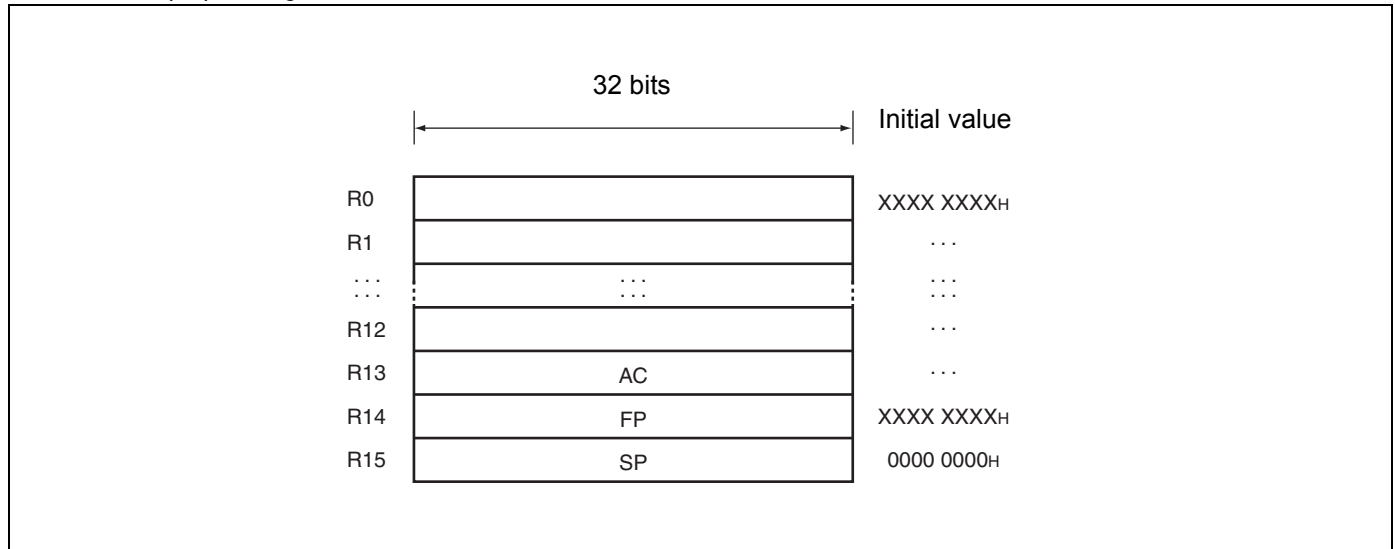 32 bits
Initial value
R0 XXXX XXXXH
R1 ...
... ... ...
... ... ...
R12 ...
R13 AC ...
R14 FP XXXX XXXXH
R15 SP 0000 0000H